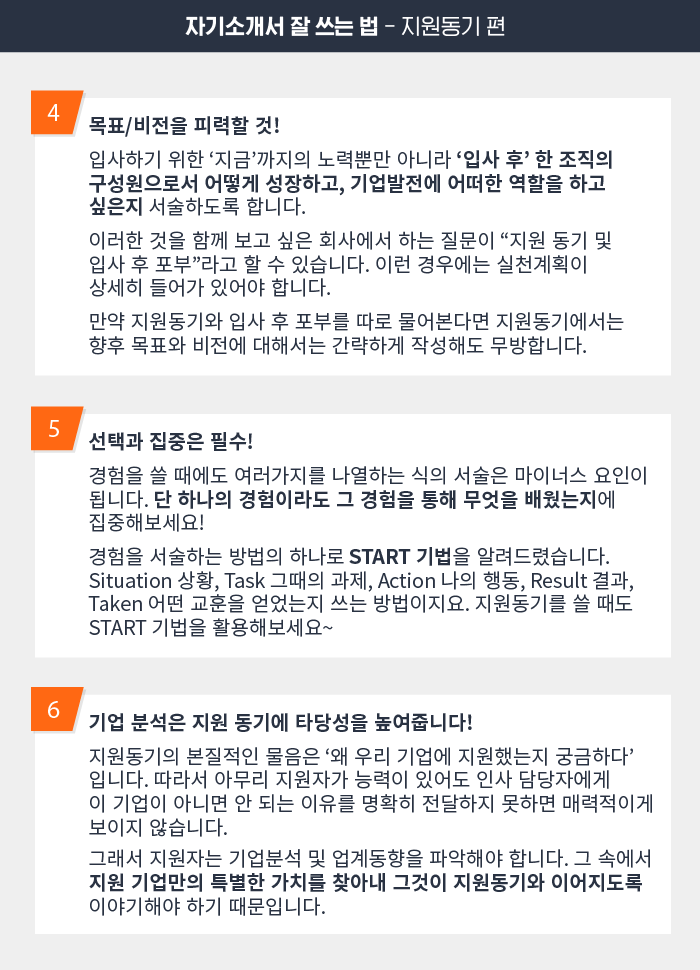 자기소개서 잘 쓰는 법 – 지원동기 편
4
목표/비전을 피력할 것!
입사하기 위한 ‘지금’까지의 노력뿐만 아니라 ‘입사 후’ 한 조직의
구성원으로서 어떻게 성장하고, 기업발전에 어떠한 역할을 하고
싶은지 서술하도록 합니다.
이러한 것을 함께 보고 싶은 회사에서 하는 질문이 “지원 동기 및
입사 후 포부”라고 할 수 있습니다. 이런 경우에는 실천계획이
상세히 들어가 있어야 합니다.
만약 지원동기와 입사 후 포부를 따로 물어본다면 지원동기에서는
향후 목표와 비전에 대해서는 간략하게 작성해도 무방합니다.
5
선택과 집중은 필수!
경험을 쓸 때에도 여러가지를 나열하는 식의 서술은 마이너스 요인이
됩니다. 단 하나의 경험이라도 그 경험을 통해 무엇을 배웠는지에
집중해보세요!
경험을 서술하는 방법의 하나로 START 기법을 알려드렸습니다.
Situation 상황, Task 그때의 과제, Action 나의 행동, Result 결과,
Taken 어떤 교훈을 얻었는지 쓰는 방법이지요. 지원동기를 쓸 때도
START 기법을 활용해보세요~
6
기업 분석은 지원 동기에 타당성을 높여줍니다!
지원동기의 본질적인 물음은 ‘왜 우리 기업에 지원했는지 궁금하다’
입니다. 따라서 아무리 지원자가 능력이 있어도 인사 담당자에게
이 기업이 아니면 안 되는 이유를 명확히 전달하지 못하면 매력적이게
보이지 않습니다.
그래서 지원자는 기업분석 및 업계동향을 파악해야 합니다. 그 속에서
지원 기업만의 특별한 가치를 찾아내 그것이 지원동기와 이어지도록
이야기해야 하기 때문입니다.